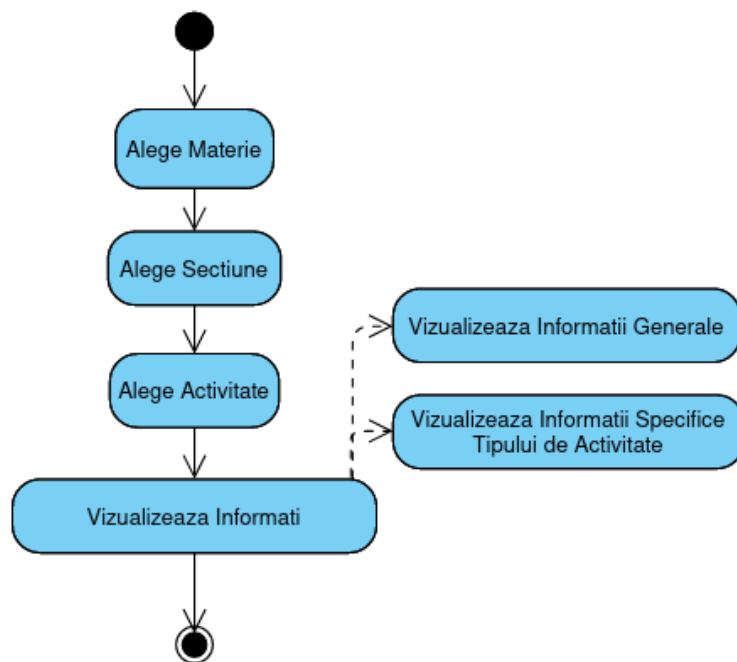 Alege Materie
Alege Sectiune
Alege Activitate
Vizualizeaza Informatii Generale
Vizualizeaza Informatii Specifice
Tipului de Activitate
Vizualizeaza Informati